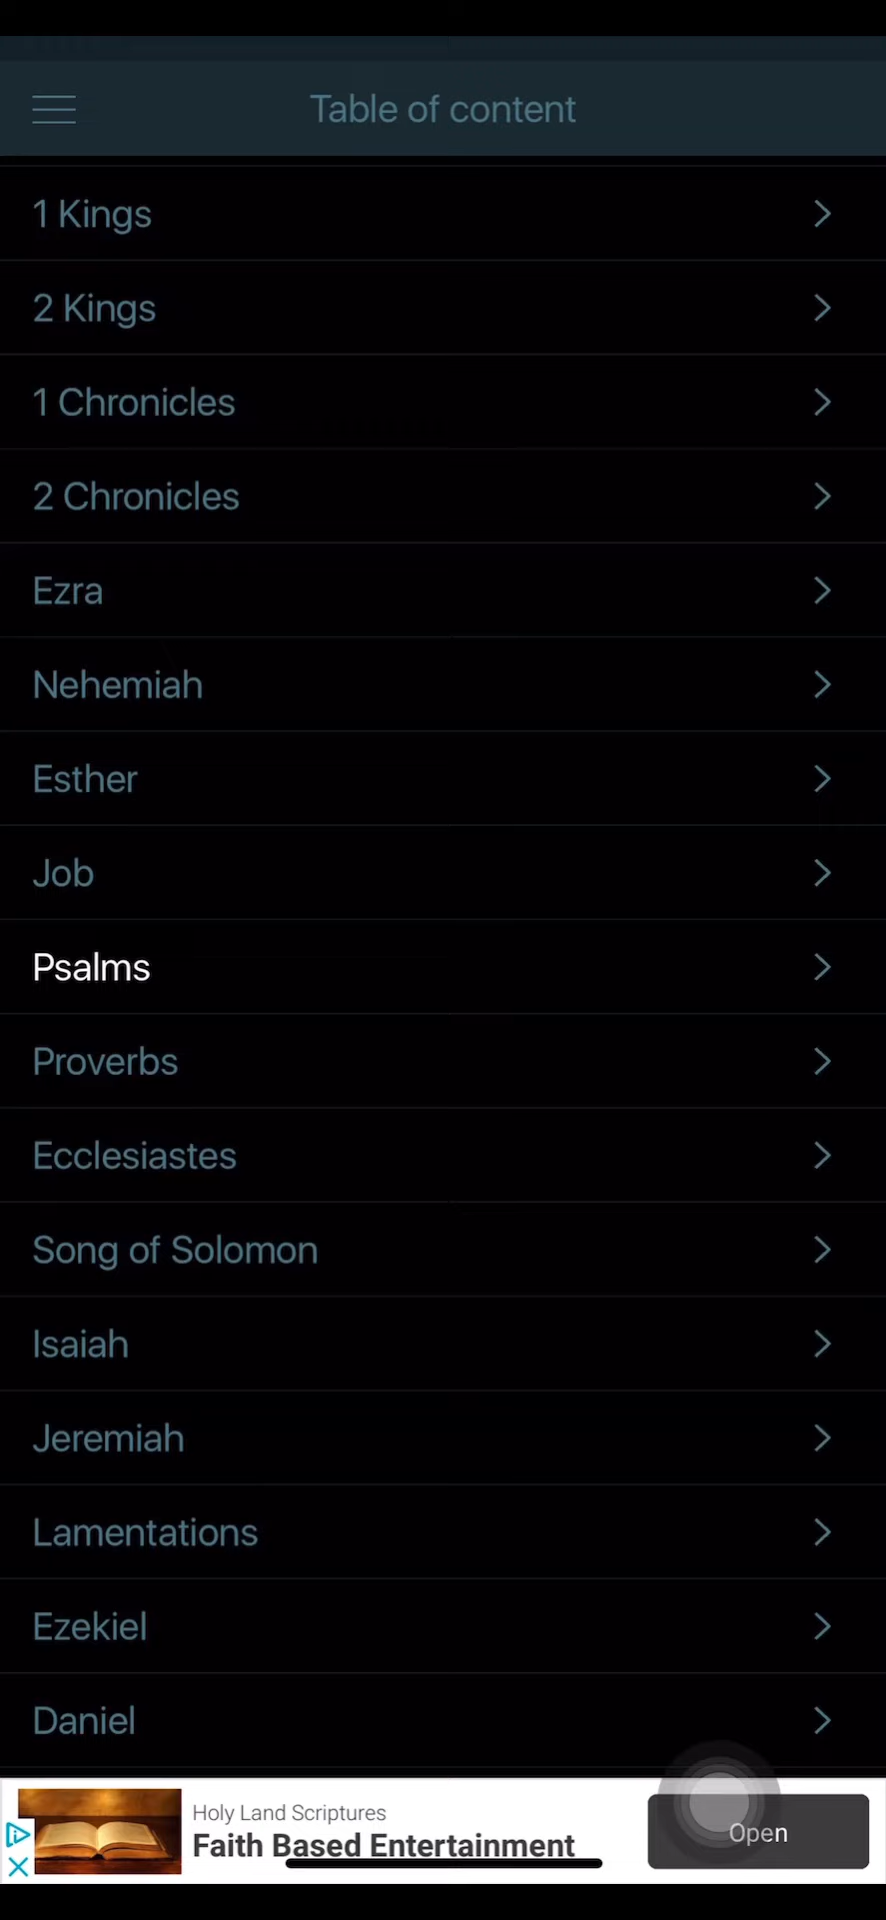 Table of content
1 Kings
2 Kings
1 Chronicles
2 Chronicles
Ezra
Nehemiah
Esther
Job
Psalms
Proverbs
Ecclesiastes
Song of Solomon
Isaiah
Jeremiah
Lamentations
Ezekiel
Daniel
Holy Land Scriptures
Faith Based Entertainment
Open